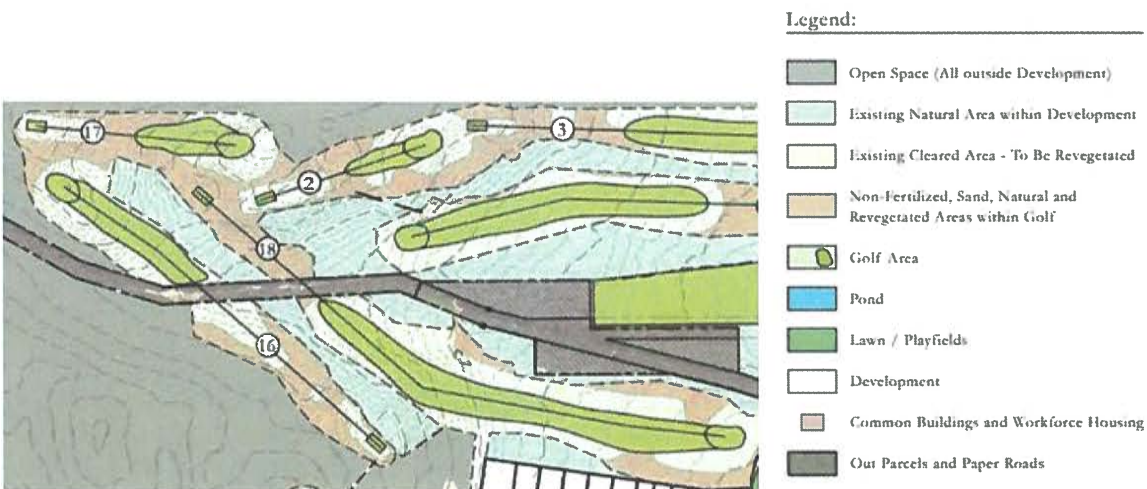 Legend:
Open Space (All outside Development)
Existing Natural Area within Development
Existing Cleared Area - To Be Revegetated
Non-Fertilized, Sand, Natural and
Revegetated Areas within Golf
Golf Area
Pond
Lawn / Playfields
Development
Common Buildings and Workforce Housing
Out Parcels and Paper Roads
17
3
2
18
16